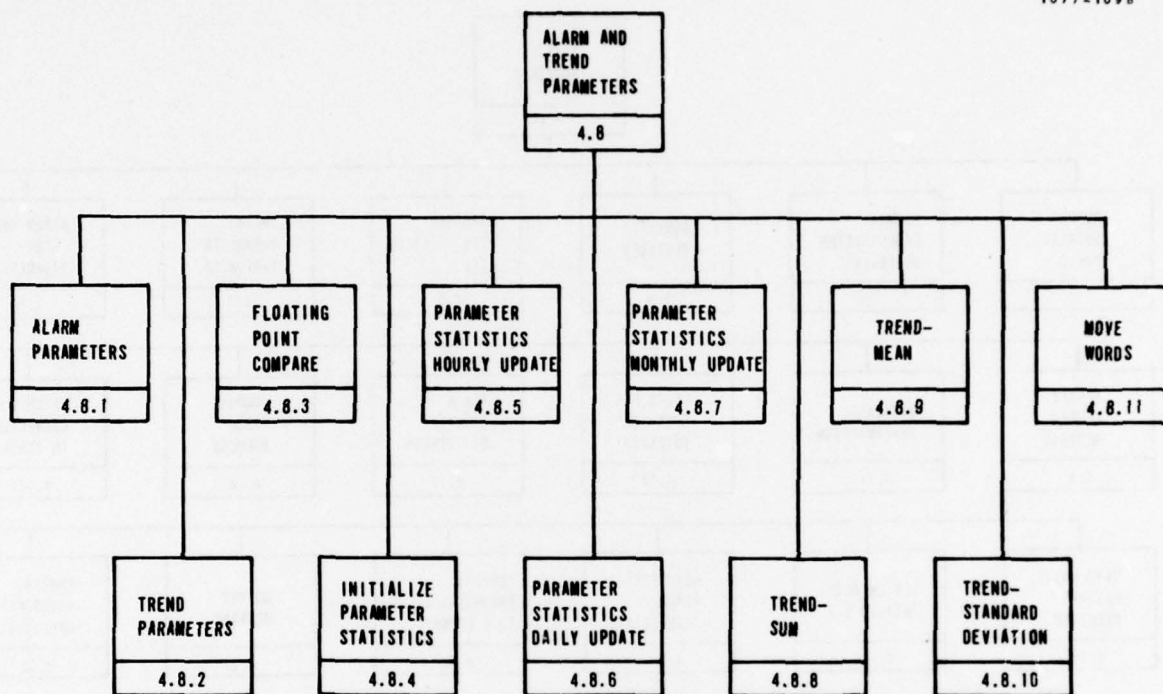 ALARM AND
TREND
PARAMETERS
4.8
ALARM
PARAMETERS
4.8.1
FLOATING
POINT
COMPARE
4.8.3
PARAMETER
STATISTICS
HOURLY UPDATE
4.8.5
PARAMETER
STATISTICS
MONTHLY UPDATE
4.8.7
TREND-
MEAN
4.8.9
MOVE
WORDS
4.8.11
TREND
PARAMETERS
4.8.2
INITIALIZE
PARAMETER
STATISTICS
4.8.4
PARAMETER
STATISTICS
DAILY UPDATE
4.8.6
TREND-
SUM
4.8.8
TREND-
STANDARD
DEVIATION
4.8.10